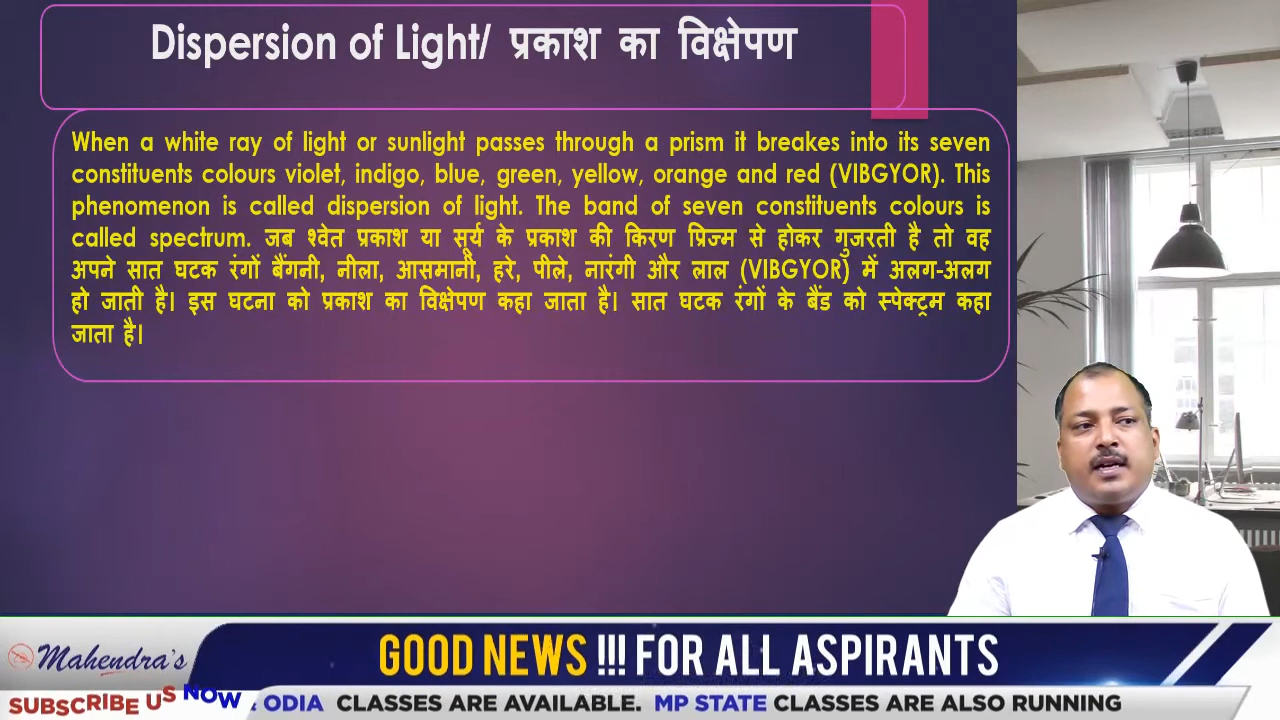 Dispersion of Light/ प्रकाश का विक्षेपण
When a white ray of light or sunlight passes through a prism it breakes into its seven
constituents colours violet, indigo, blue, green, yellow, orange and red (VIBGYOR). This
phenomenon is called dispersion of light. The band of seven constituents colours is
called spectrum. जब श्वेत प्रकाश या सूर्य के प्रकाश की किरण प्रिज्म से होकर गुजरती है तो वह
अपने सात घटक रंगों बैंगनी, नीला, आसमानी, हरे, पीले, नारंगी और लाल (VIBGYOR) में अलग-अलग
हो जाती है। इस घटना को प्रकाश का विक्षेपण कहा जाता है। सात घटक रंगों के बैंड को स्पेक्ट्रम कहा
जाता है।
Mahendra's
GOOD NEWS !!! FOR ALL ASPIRANTS
SUBSCRIBE US NOW
ODIA CLASSES ARE AVAILABLE. MP STATE CLASSES ARE ALSO RUNNING